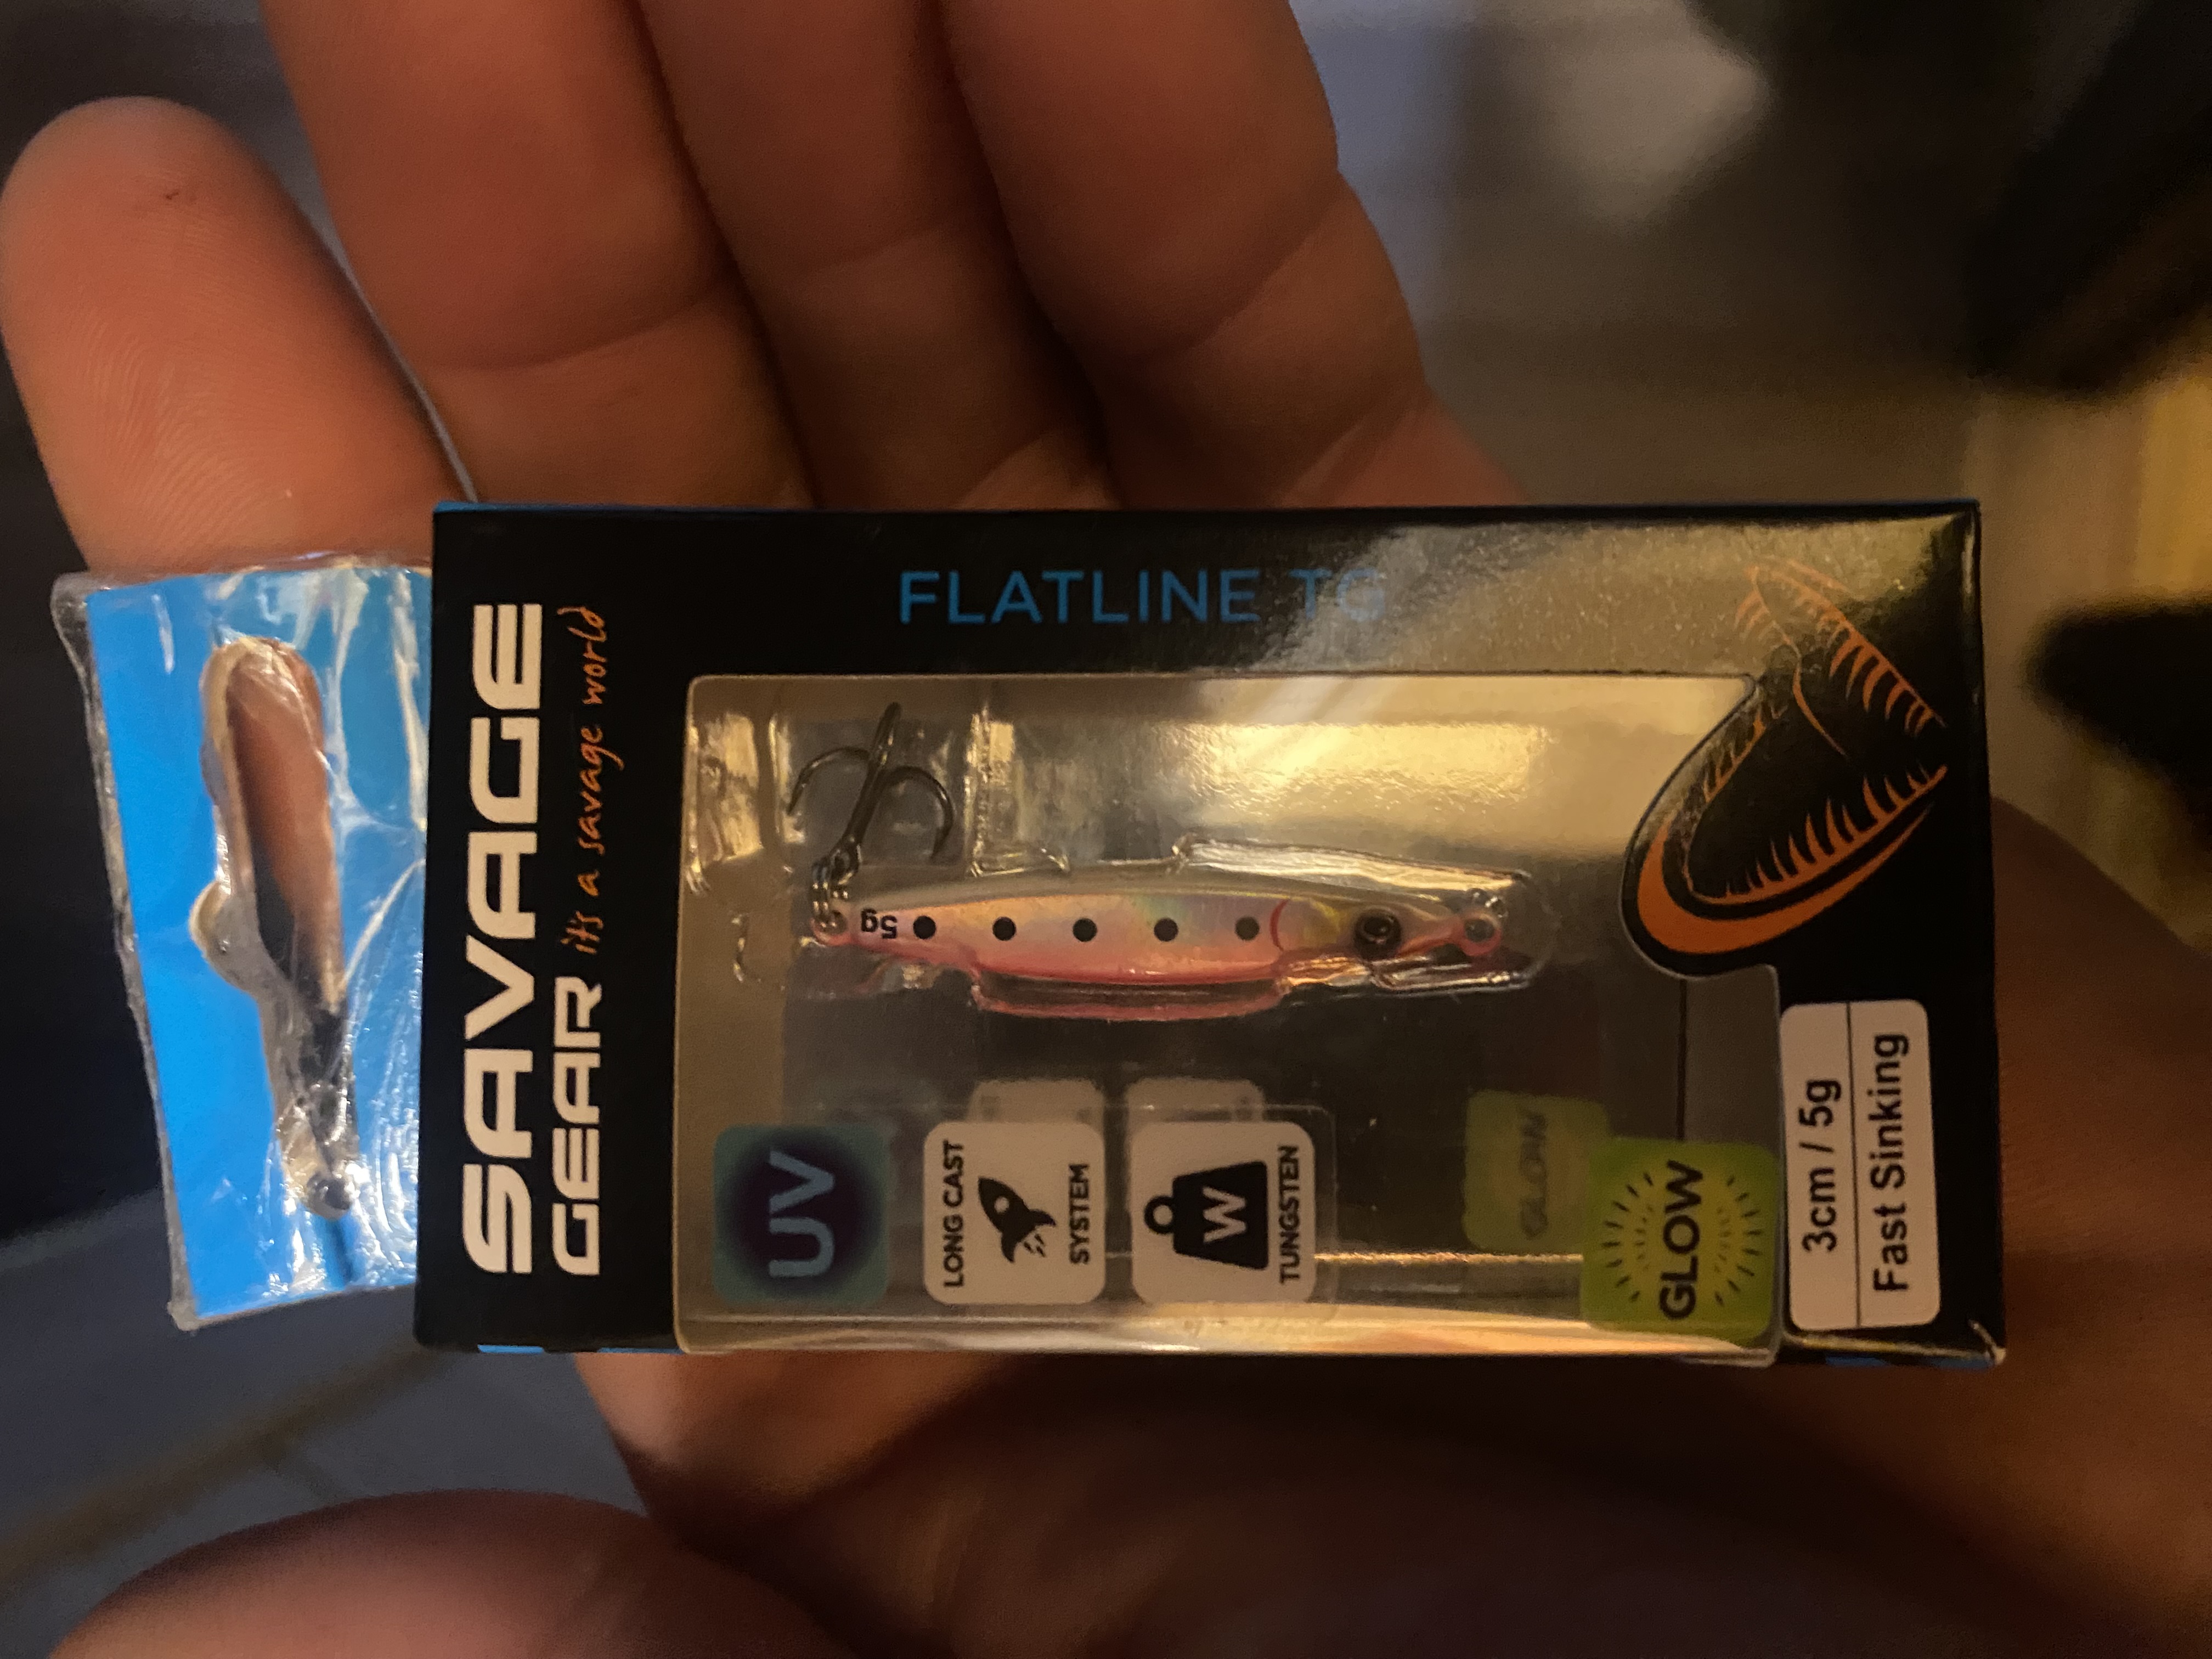 SAVAGE
GEAR it's a savage world
FLATLINE TG
5g
UV
LONG CAST
SYSTEM
W
TUNGSTEN
GLOW
GLOW
3cm / 5g
Fast Sinking